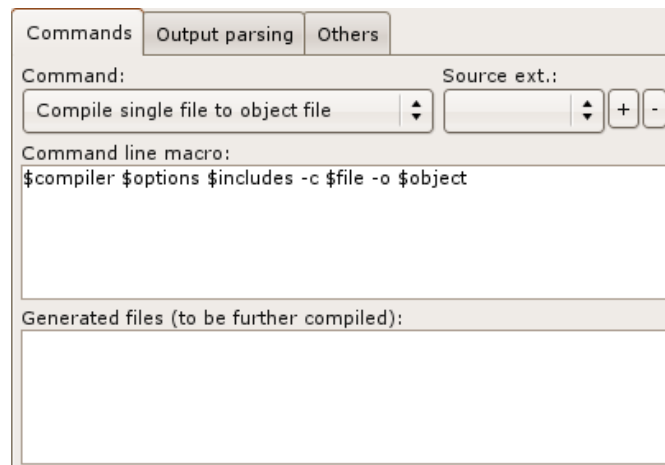 Commands Output parsing Others
Command: Source ext.:
Compile single file to object file + -
Command line macro:
$compiler $options $includes -c $file -o $object
Generated files (to be further compiled):